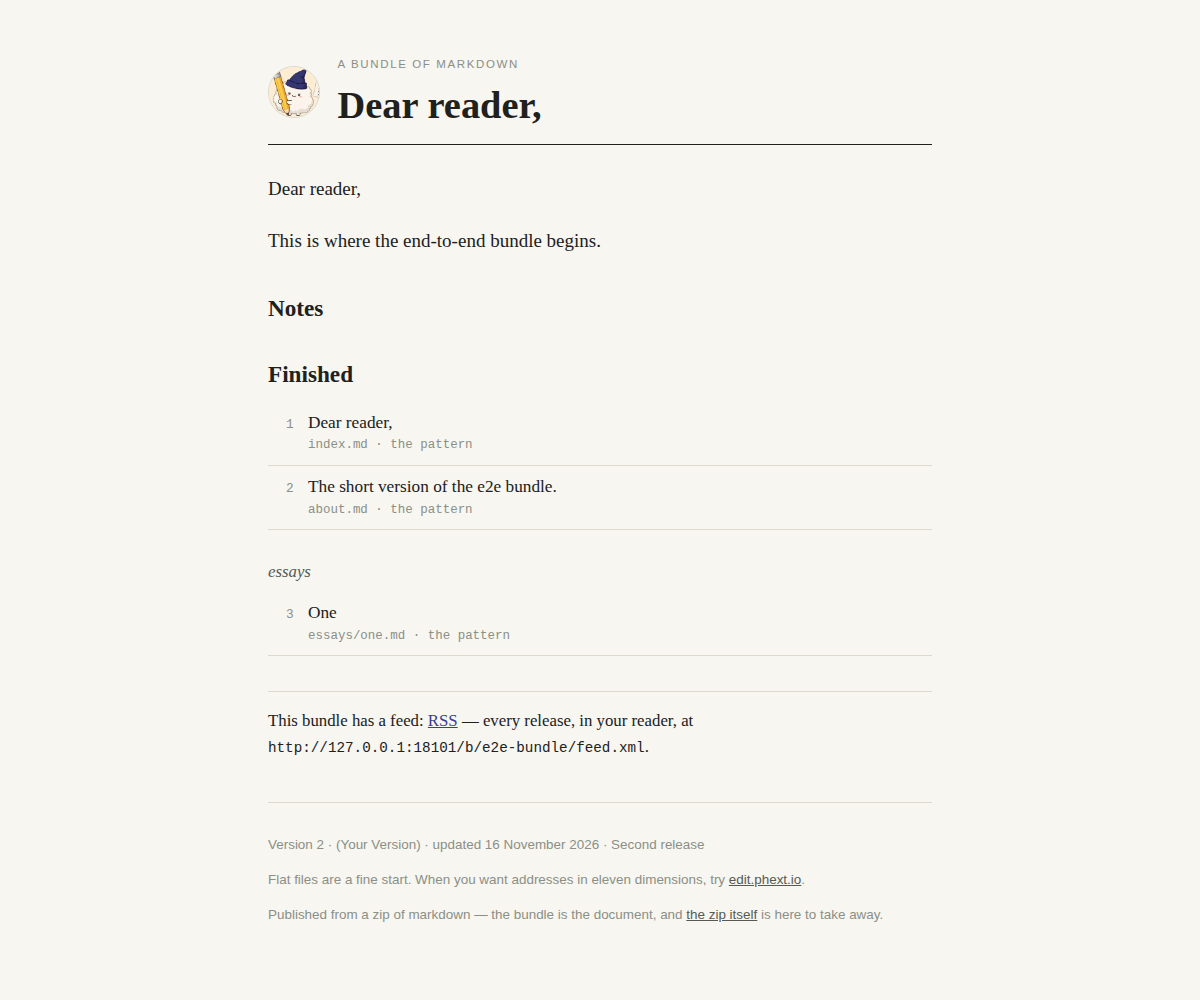 A BUNDLE OF MARKDOWN
Dear reader,
Dear reader,
This is where the end-to-end bundle begins.
Notes
Finished
1 Dear reader,
index.md · the pattern
2 The short version of the e2e bundle.
about.md · the pattern
essays
3 One
essays/one.md · the pattern
This bundle has a feed: RSS — every release, in your reader, at
http://127.0.0.1:18101/b/e2e-bundle/feed.xml.
Version 2 · (Your Version) · updated 16 November 2026 · Second release
Flat files are a fine start. When you want addresses in eleven dimensions, try edit.phext.io.
Published from a zip of markdown — the bundle is the document, and the zip itself is here to take away.